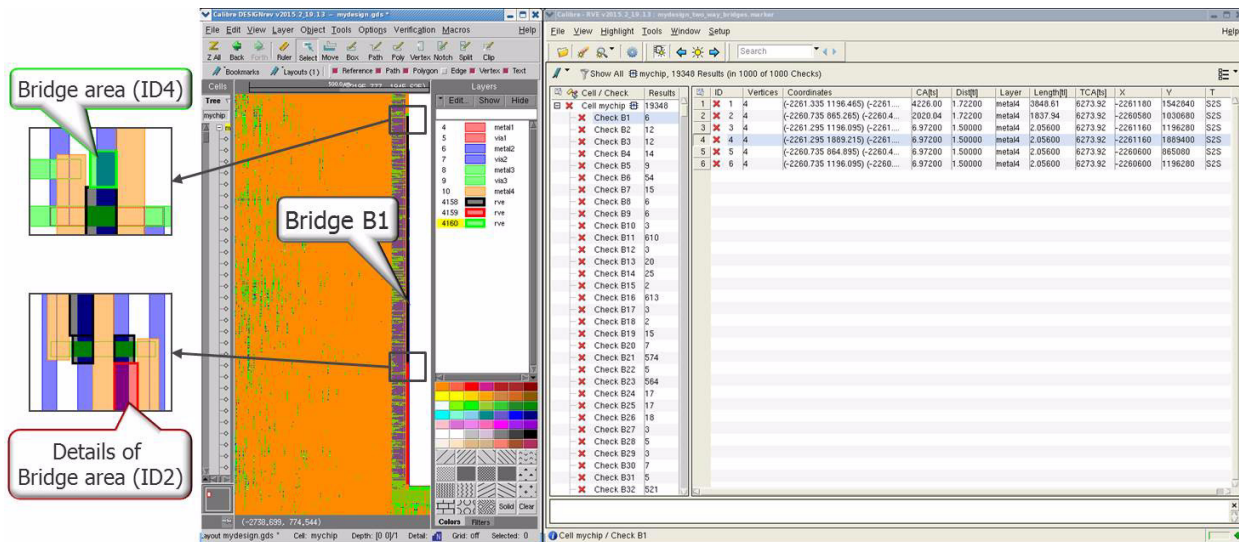 Bridge area (ID4)
Details of
Bridge area (ID2)
Bridge B1
Calibre DESIGNrev v2015.2_19.13 - mydesign.gds *
File Edit View Layer Object Tools Options Verification Macros Help
Z All Back Forth Ruler Select Move Box Path Poly Vertex Notch Split Clip
Bookmarks Layouts (1) Reference Path Polygon Edge Vertex Text
Cells
Tree
mychip
Layers
Edit... Show Hide
4 metal1
5 via1
6 metal2
7 via2
8 metal3
9 via3
10 metal4
4158 rve
4159 rve
4160 rve
Solid Clear
Colors Filters
(-2738.699, 774.544)
Layout mydesign.gds * Cell: mychip Depth: [0 0]/1 Detail: Grid: off Selected: 0
Calibre - RVE v2015.2_19.13 : mydesign_two_way_bridges.marker
File View Highlight Tools Window Setup Help
Search
Show All mychip, 19348 Results (in 1000 of 1000 Checks)
Cell / Check Results
Cell mychip 19348
Check B1 6
Check B2 12
Check B3 12
Check B4 14
Check B5 9
Check B6 54
Check B7 15
Check B8 6
Check B9 6
Check B10 3
Check B11 610
Check B12 3
Check B13 20
Check B14 25
Check B15 2
Check B16 613
Check B17 3
Check B18 2
Check B19 15
Check B20 7
Check B21 574
Check B22 5
Check B23 564
Check B24 17
Check B25 17
Check B26 18
Check B27 3
Check B28 5
Check B29 3
Check B30 7
Check B31 5
Check B32 521
ID Vertices Coordinates CA[fs] Dist[fl] Layer Length[fl] TCA[fs] X Y T
1 1 4 (-2261.335 1196.465) (-2261.... 4226.00 1.72200 metal4 3848.61 6273.92 -2261180 1542840 S2S
2 2 4 (-2260.735 865.265) (-2260.4... 2020.04 1.72200 metal4 1837.94 6273.92 -2260580 1030680 S2S
3 3 4 (-2261.295 1196.095) (-2261.... 6.97200 1.50000 metal4 2.05600 6273.92 -2261160 1196280 S2S
4 4 4 (-2261.295 1889.215) (-2261.... 6.97200 1.50000 metal4 2.05600 6273.92 -2261160 1889400 S2S
5 5 4 (-2260.735 864.895) (-2260.4... 6.97200 1.50000 metal4 2.05600 6273.92 -2260600 865080 S2S
6 6 4 (-2260.735 1196.095) (-2260.... 6.97200 1.50000 metal4 2.05600 6273.92 -2260600 1196280 S2S
Cell mychip / Check B1